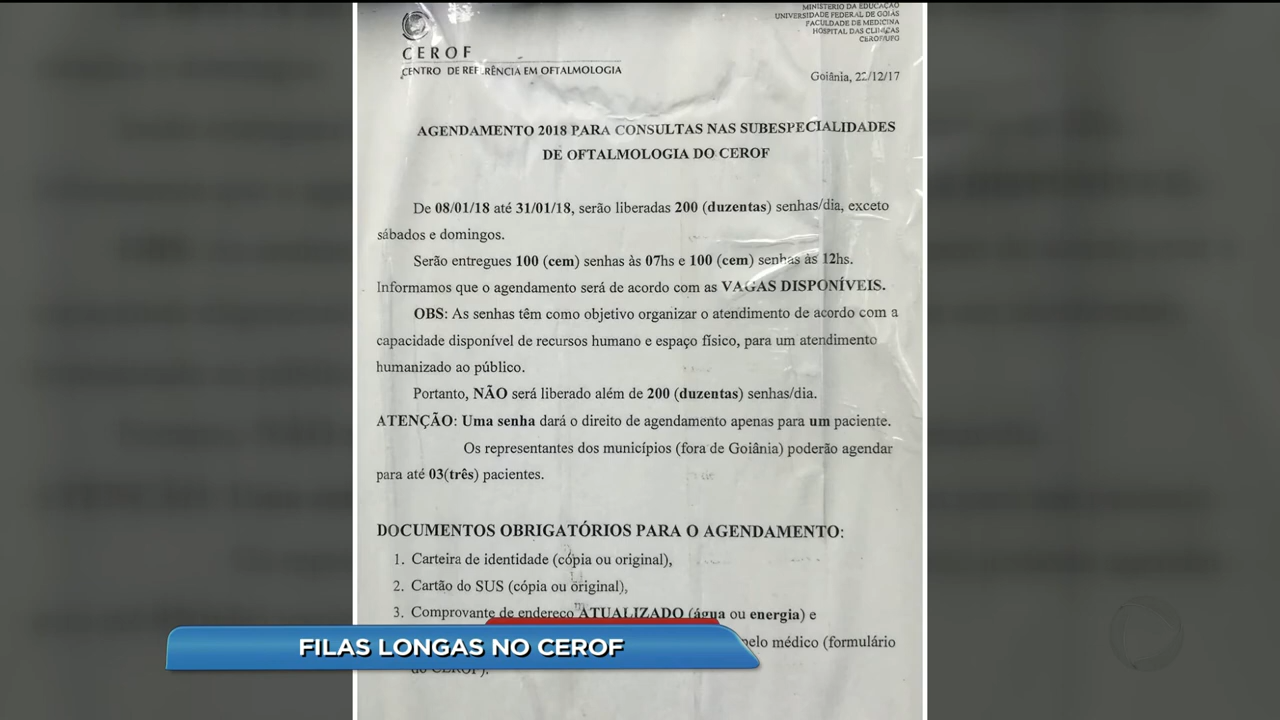 MINISTÉRIO DA EDUCAÇÃO
UNIVERSIDADE FEDERAL DE GOIÁS
FACULDADE DE MEDICINA
HOSPITAL DAS CLINICAS
CEROF/UFG
CEROF
CENTRO DE REFERÊNCIA EM OFTALMOLOGIA
Goiânia, 22/12/17
AGENDAMENTO 2018 PARA CONSULTAS NAS SUBESPECIALIDADES
DE OFTALMOLOGIA DO CEROF
De 08/01/18 até 31/01/18, serão liberadas 200 (duzentas) senhas/dia, exceto
sábados e domingos.
Serão entregues 100 (cem) senhas às 07hs e 100 (cem) senhas às 12hs.
Informamos que o agendamento será de acordo com as VAGAS DISPONÍVEIS.
OBS: As senhas têm como objetivo organizar o atendimento de acordo com a
capacidade disponível de recursos humano e espaço físico, para um atendimento
humanizado ao público.
Portanto, NÃO será liberado além de 200 (duzentas) senhas/dia.
ATENÇÃO: Uma senha dará o direito de agendamento apenas para um paciente.
Os representantes dos municípios (fora de Goiânia) poderão agendar
para até 03(três) pacientes.
DOCUMENTOS OBRIGATÓRIOS PARA O AGENDAMENTO:
1. Carteira de identidade (cópia ou original),
2. Cartão do SUS (cópia ou original),
3. Comprovante de endereço ATUALIZADO (água ou energia) e
pelo médico (formulário
do CEROF).
FILAS LONGAS NO CEROF